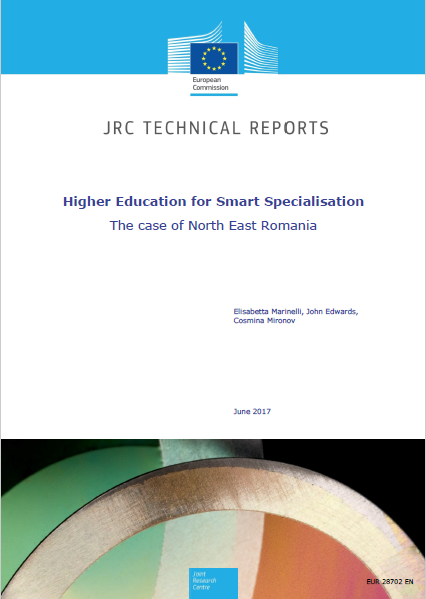 European
Commission
JRC TECHNICAL REPORTS
Higher Education for Smart Specialisation
The case of North East Romania
Elisabetta Marinelli, John Edwards,
Cosmina Mironov
June 2017
EUR 28702 EN
Joint
Research
Centre